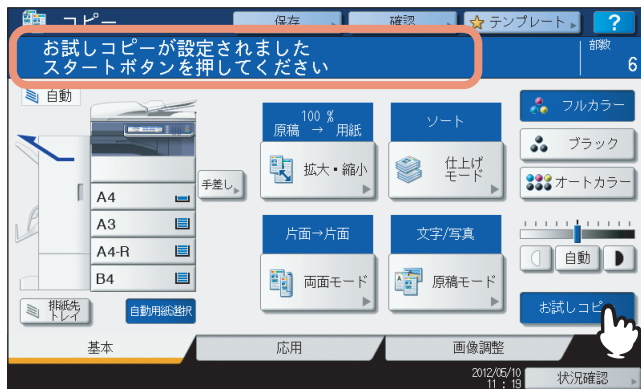 コピー
保存
確認
テンプレート
?
お試しコピーが設定されました
スタートボタンを押してください
部数
6
自動
100 %
原稿 → 用紙
拡大・縮小
ソート
仕上げ
モード
フルカラー
ブラック
オートカラー
手差し
A4
A3
A4-R
B4
片面→片面
両面モード
文字/写真
原稿モード
自動
排紙先
トレイ
自動用紙選択
お試しコピ
基本
応用
画像調整
2012/05/10
11 : 19
状況確認